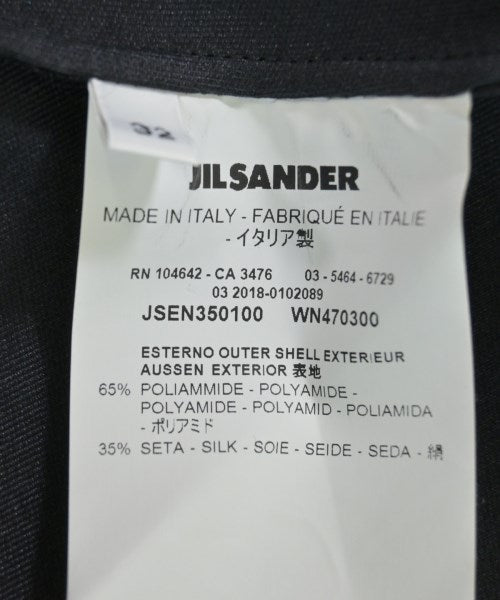 32
JILSANDER
MADE IN ITALY - FABRIQUÉ EN ITALIE
- イタリア製
RN 104642 - CA 3476 03 - 5464 - 6729
03 2018-0102089
JSEN350100 WN470300
ESTERNO OUTER SHELL EXTERIEUR
AUSSEN EXTERIOR 表地
65% POLIAMMIDE - POLYAMIDE -
POLYAMIDE - POLYAMID - POLIAMIDA
- ポリアミド
35% SETA - SILK - SOIE - SEIDE - SEDA - 絹